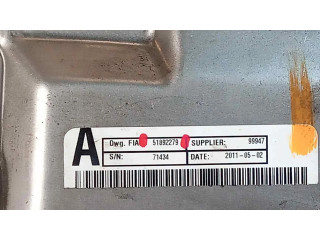 A
Dwg. FIA 51892279 SUPPLIER: 99947
S/N: 71434 DATE: 2011-05-02